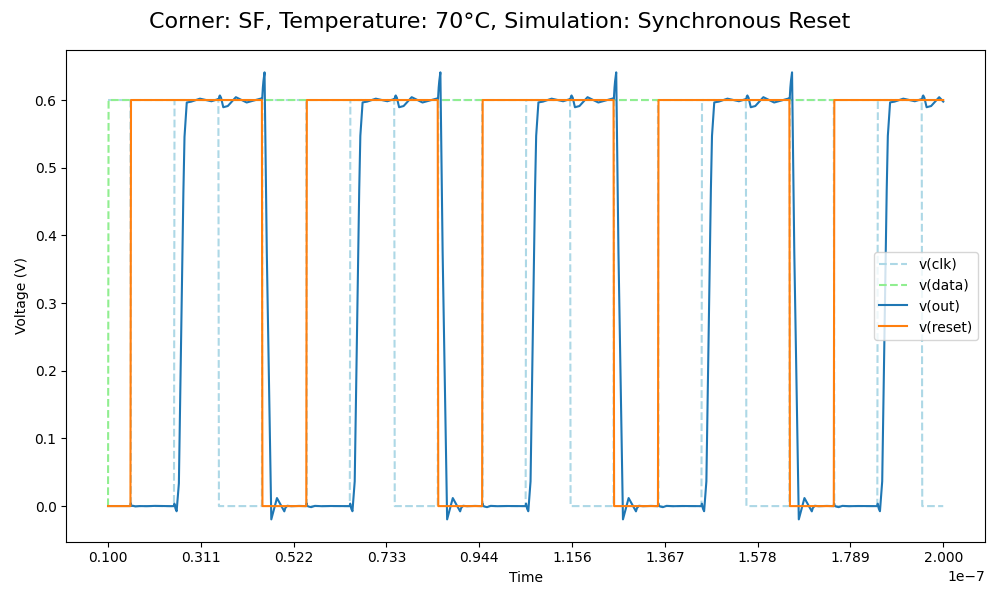 Corner: SF, Temperature: 70°C, Simulation: Synchronous Reset
Voltage (V)
0.6
0.5
0.4
0.3
0.2
0.1
0.0
v(clk)
v(data)
v(out)
v(reset)
0.100 0.311 0.522 0.733 0.944 1.156 1.367 1.578 1.789 2.000
1e−7
Time